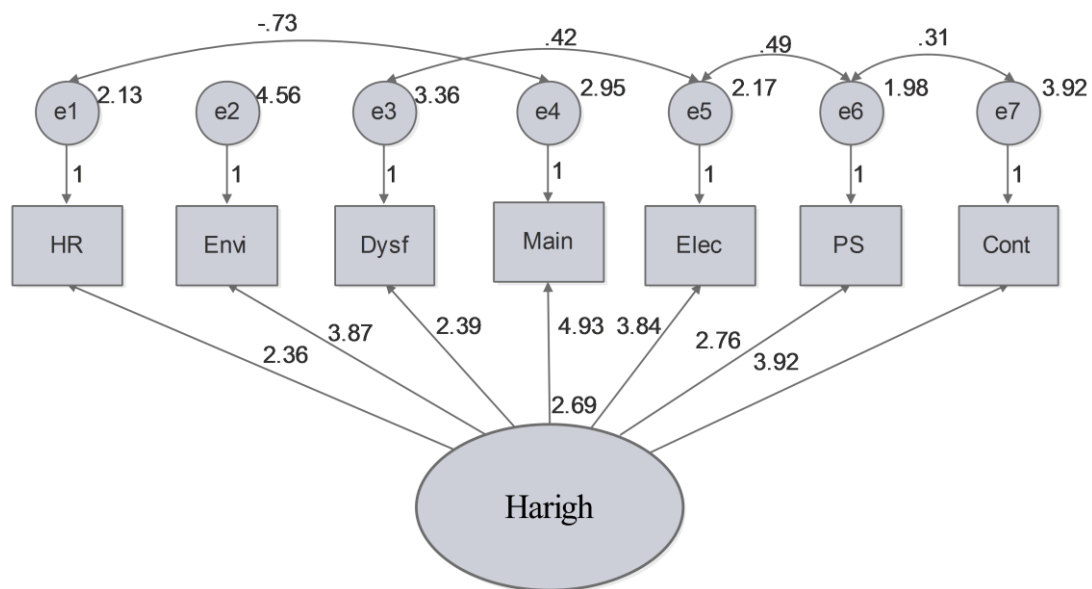 -.73
.42
.49
.31
e1
2.13
e2
4.56
e3
3.36
e4
2.95
e5
2.17
e6
1.98
e7
3.92
1
1
1
1
1
1
1
HR
Envi
Dysf
Main
Elec
PS
Cont
2.36
3.87
2.39
4.93
3.84
2.76
3.92
2.69
Harigh